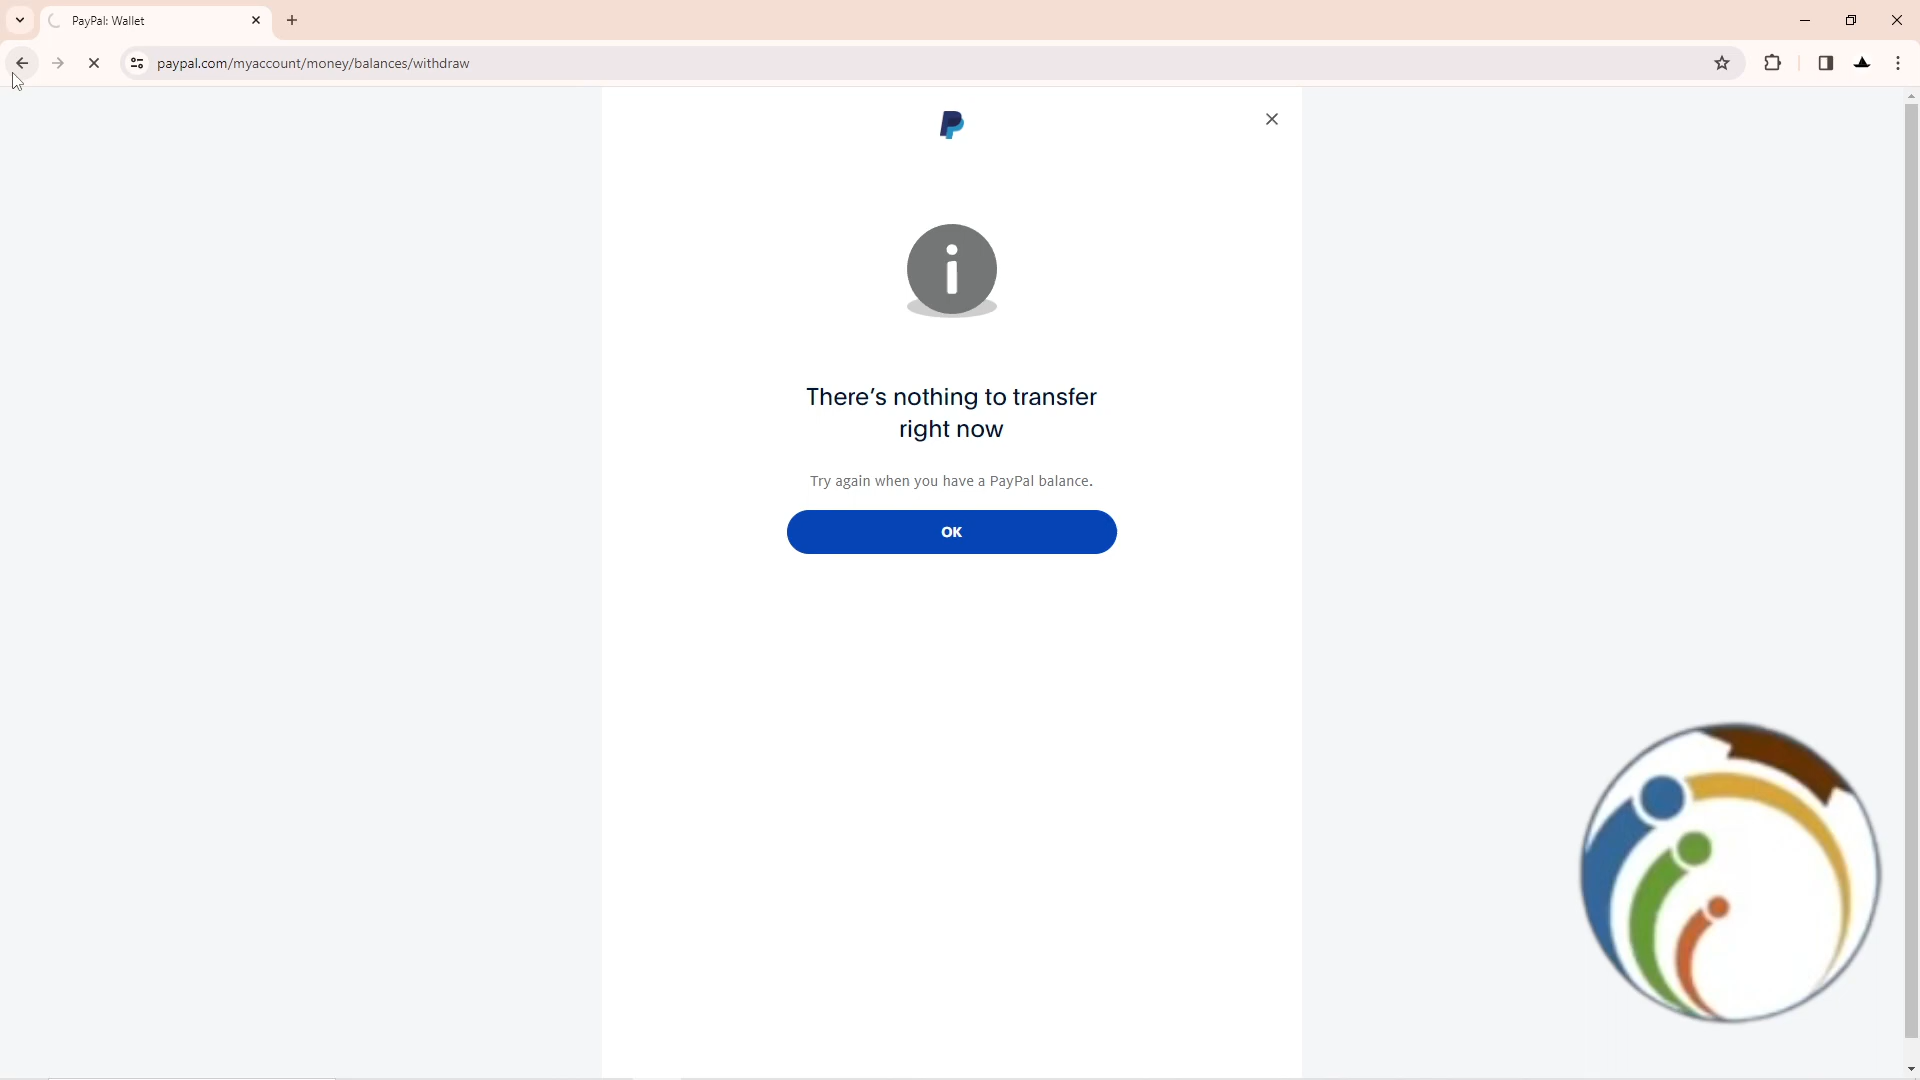 PayPal: Wallet
paypal.com/myaccount/money/balances/withdraw
There's nothing to transfer
right now
Try again when you have a PayPal balance.
OK